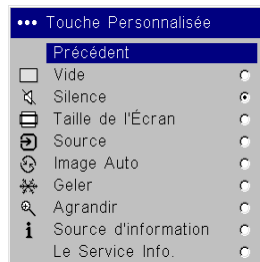 ••• Touche Personnalisée
Précédent
Vide
Silence
Taille de l'Écran
Source
Image Auto
Geler
Agrandir
Source d'information
Le Service Info.